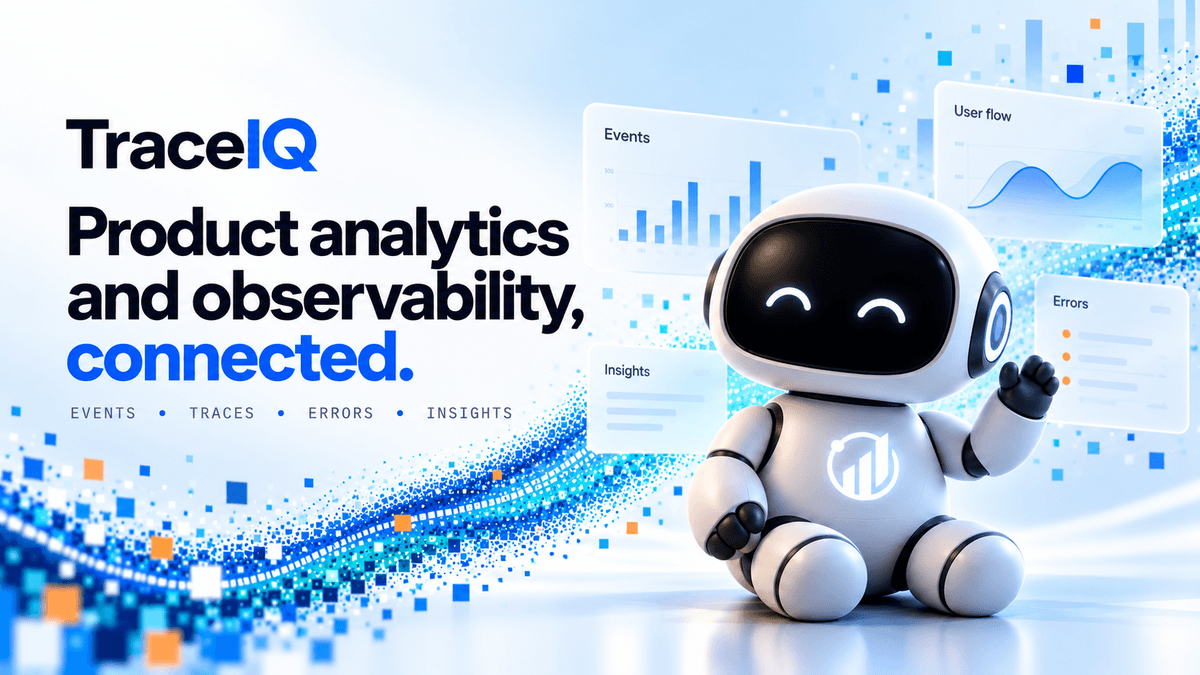 TraceIQ
Product analytics
and observability,
connected.
EVENTS • TRACES • ERRORS • INSIGHTS
Events
User flow
Errors
Insights